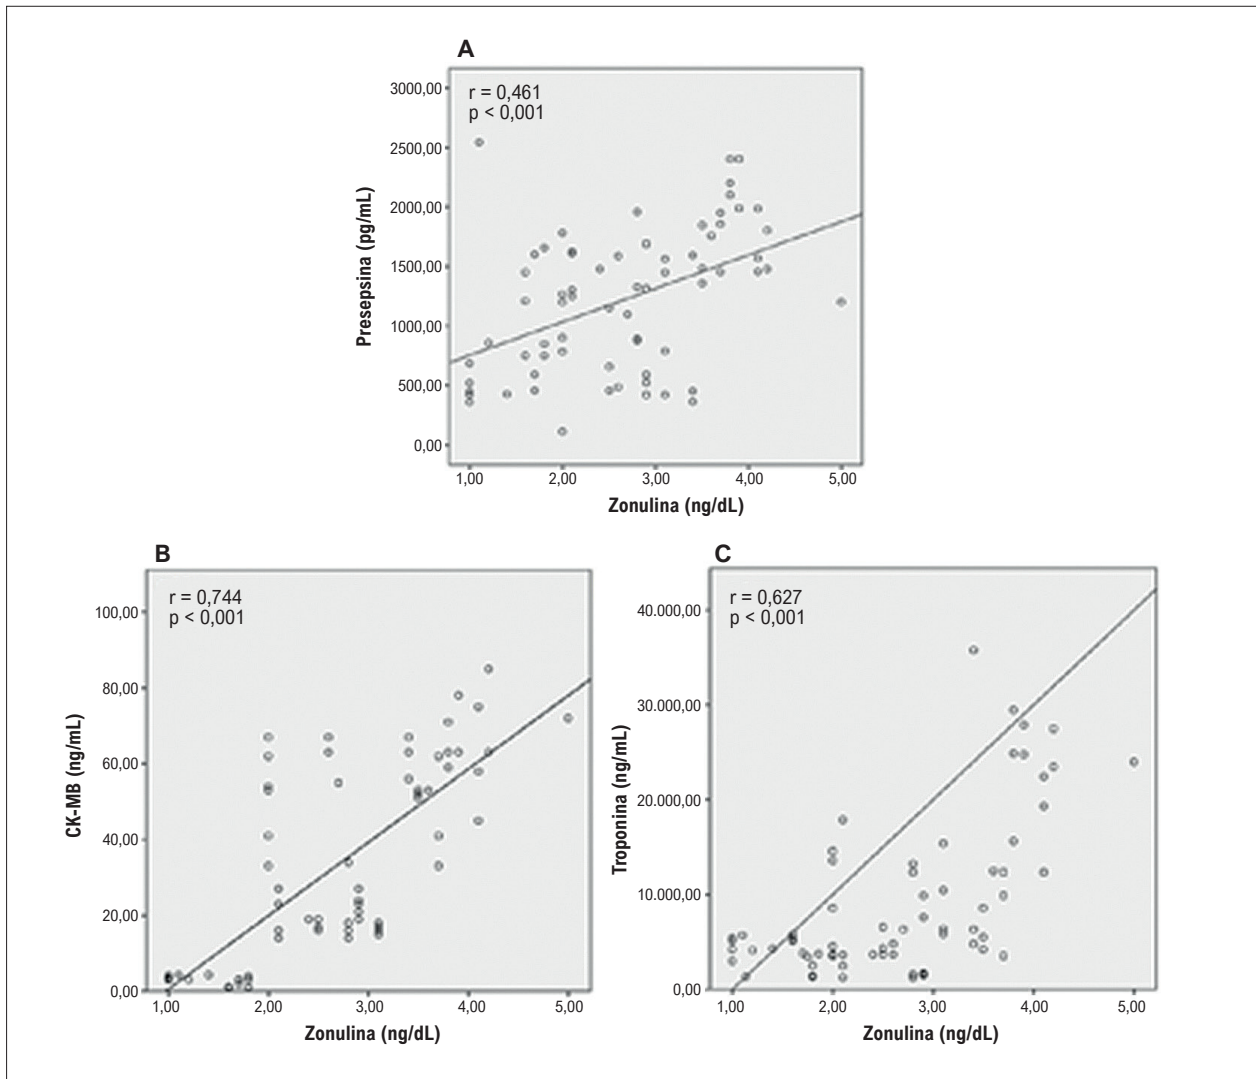 A
r = 0,461
p < 0,001
3000,00
2500,00
2000,00
1500,00
1000,00
500,00
0,00
Presepsina (pg/mL)
1,00 2,00 3,00 4,00 5,00
Zonulina (ng/dL)
B
r = 0,744
p < 0,001
100,00
80,00
60,00
40,00
20,00
0,00
CK-MB (ng/mL)
1,00 2,00 3,00 4,00 5,00
Zonulina (ng/dL)
C
r = 0,627
p < 0,001
40.000,00
30.000,00
20.000,00
10.000,00
0,00
Troponina (ng/mL)
1,00 2,00 3,00 4,00 5,00
Zonulina (ng/dL)